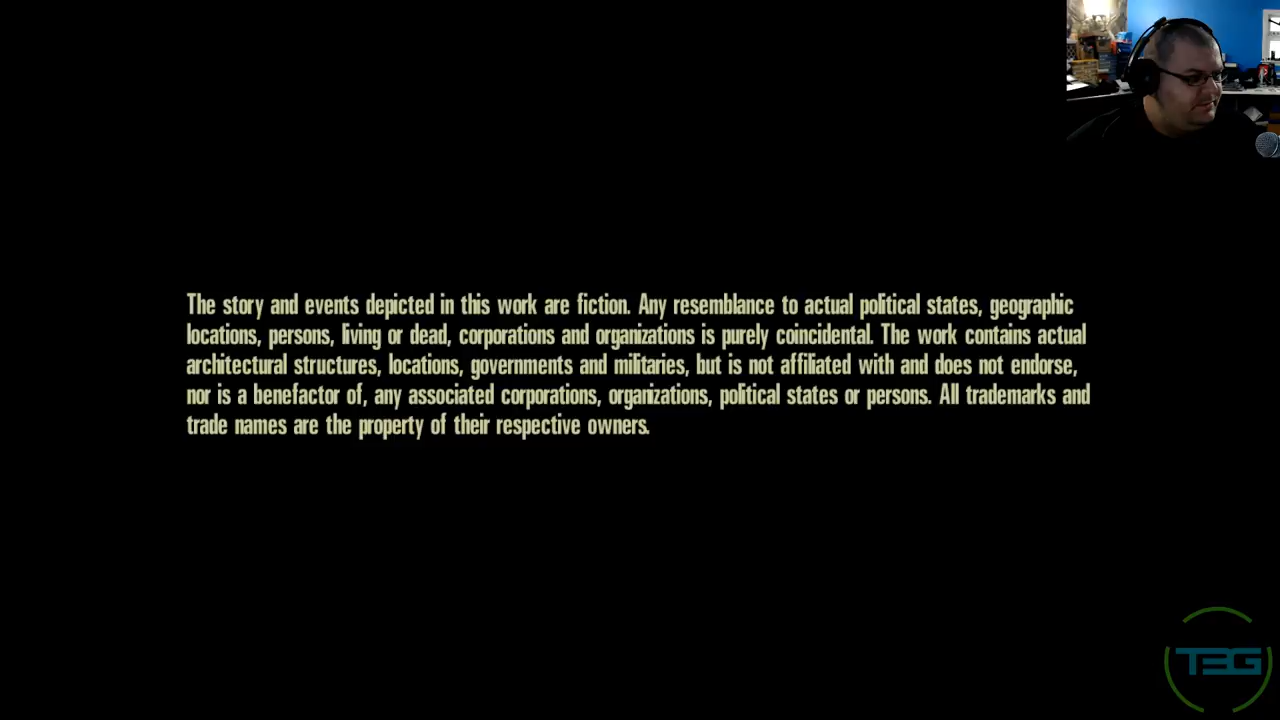 The story and events depicted in this work are fiction. Any resemblance to actual political states, geographic
locations, persons, living or dead, corporations and organizations is purely coincidental. The work contains actual
architectural structures, locations, governments and militaries, but is not affiliated with and does not endorse,
nor is a benefactor of, any associated corporations, organizations, political states or persons. All trademarks and
trade names are the property of their respective owners.
TBG